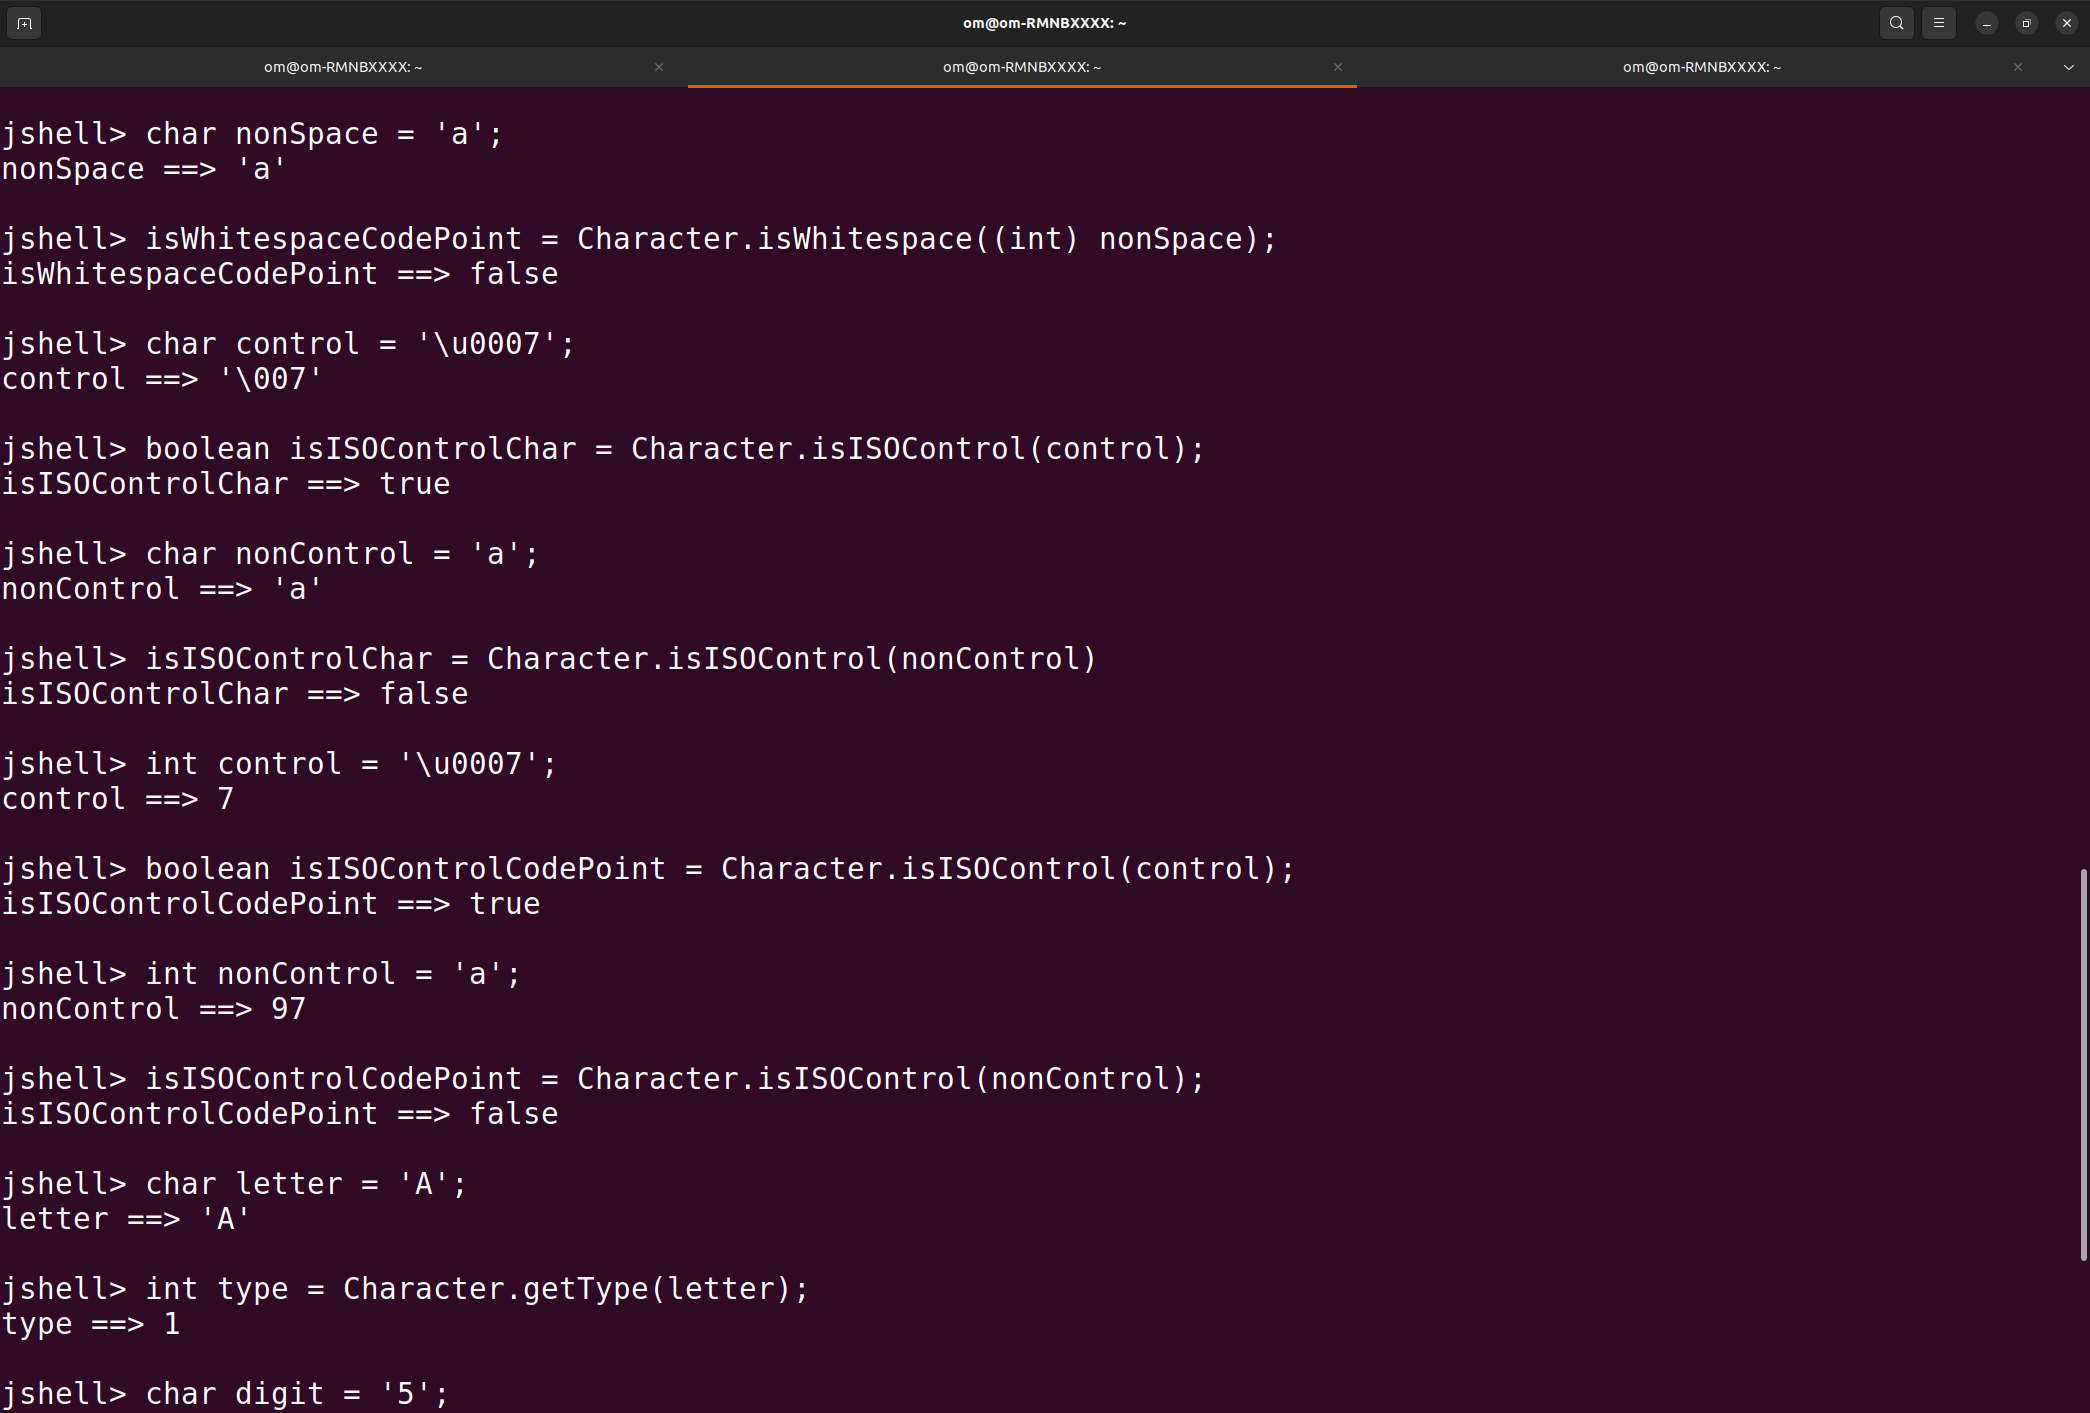 om@om-RMNBXXXX: ~
om@om-RMNBXXXX: ~
om@om-RMNBXXXX: ~
om@om-RMNBXXXX: ~
jshell> char nonSpace = 'a';
nonSpace ==> 'a'
jshell> isWhitespaceCodePoint = Character.isWhitespace((int) nonSpace);
isWhitespaceCodePoint ==> false
jshell> char control = '\u0007';
control ==> '\007'
jshell> boolean isISOControlChar = Character.isISOControl(control);
isISOControlChar ==> true
jshell> char nonControl = 'a';
nonControl ==> 'a'
jshell> isISOControlChar = Character.isISOControl(nonControl)
isISOControlChar ==> false
jshell> int control = '\u0007';
control ==> 7
jshell> boolean isISOControlCodePoint = Character.isISOControl(control);
isISOControlCodePoint ==> true
jshell> int nonControl = 'a';
nonControl ==> 97
jshell> isISOControlCodePoint = Character.isISOControl(nonControl);
isISOControlCodePoint ==> false
jshell> char letter = 'A';
letter ==> 'A'
jshell> int type = Character.getType(letter);
type ==> 1
jshell> char digit = '5';